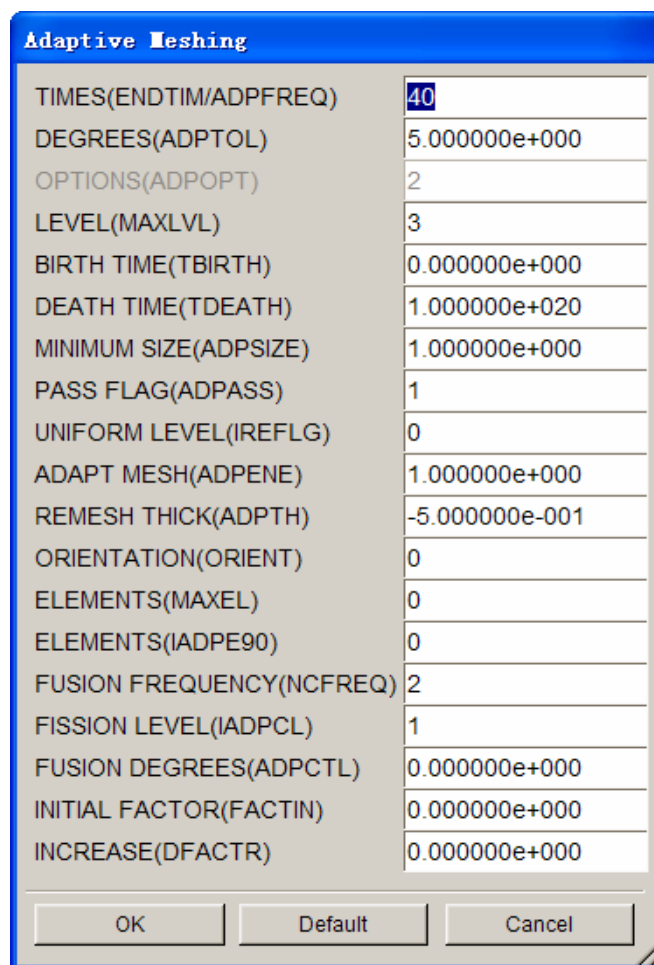 Adaptive Meshing
TIMES(ENDTIM/ADPFREQ) 40
DEGREES(ADPTOL) 5.000000e+000
OPTIONS(ADPOPT) 2
LEVEL(MAXLVL) 3
BIRTH TIME(TBIRTH) 0.000000e+000
DEATH TIME(TDEATH) 1.000000e+020
MINIMUM SIZE(ADPSIZE) 1.000000e+000
PASS FLAG(ADPASS) 1
UNIFORM LEVEL(IREFLG) 0
ADAPT MESH(ADPENE) 1.000000e+000
REMESH THICK(ADPTH) -5.000000e-001
ORIENTATION(ORIENT) 0
ELEMENTS(MAXEL) 0
ELEMENTS(IADPE90) 0
FUSION FREQUENCY(NCFREQ) 2
FISSION LEVEL(IADPCL) 1
FUSION DEGREES(ADPCTL) 0.000000e+000
INITIAL FACTOR(FACTIN) 0.000000e+000
INCREASE(DFACTR) 0.000000e+000
OK Default Cancel